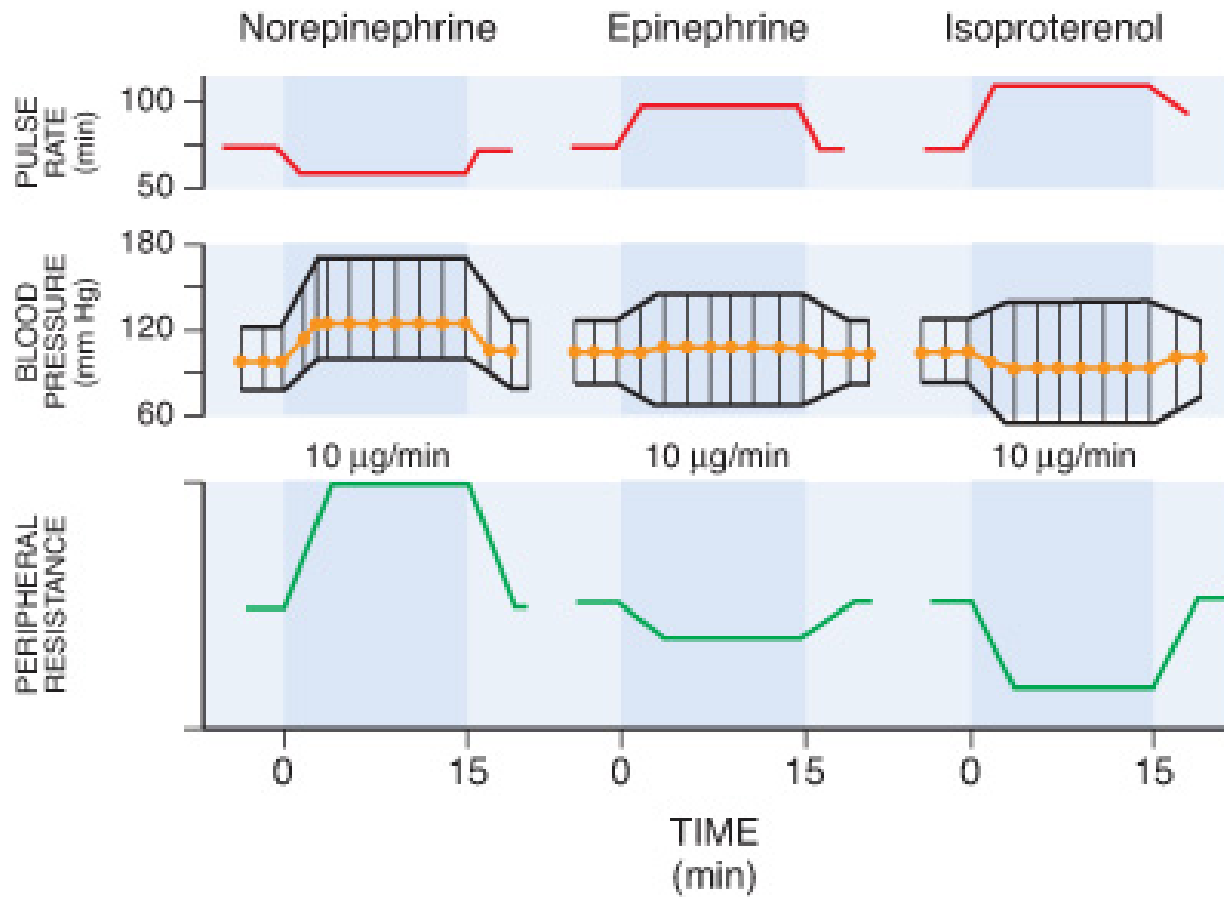 Norepinephrine Epinephrine Isoproterenol
PULSE
RATE
(min)
100
50
BLOOD
PRESSURE
(mm Hg)
180
120
60
10 µg/min 10 µg/min 10 µg/min
PERIPHERAL
RESISTANCE
0 15 0 15 0 15
TIME
(min)